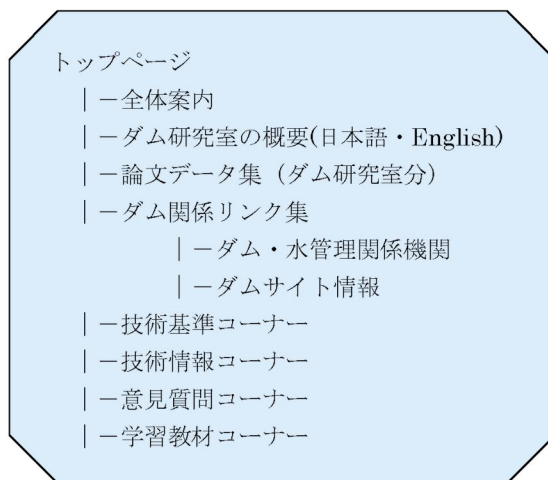 トップページ
｜－全体案内
｜－ダム研究室の概要(日本語・English)
｜－論文データ集（ダム研究室分）
｜－ダム関係リンク集
｜－ダム・水管理関係機関
｜－ダムサイト情報
｜－技術基準コーナー
｜－技術情報コーナー
｜－意見質問コーナー
｜－学習教材コーナー